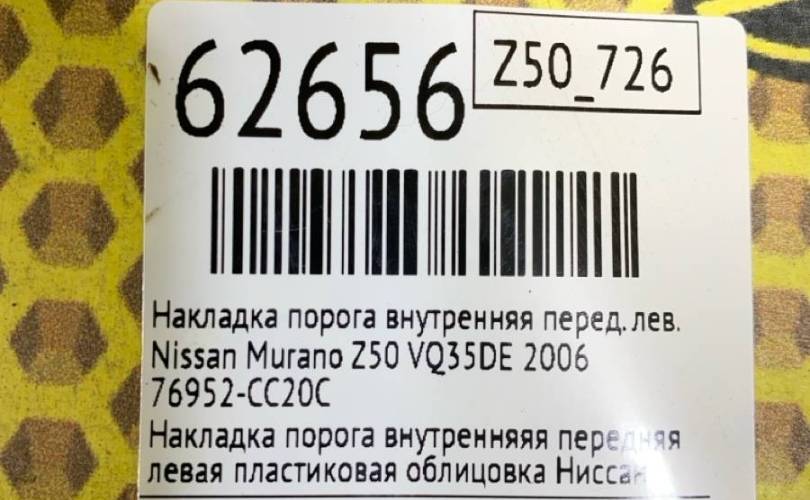 62656
Z50_726
Накладка порога внутренняя перед. лев.
Nissan Murano Z50 VQ35DE 2006
76952-CC20C
Накладка порога внутренняяя передняя
левая пластиковая облицовка Ниссан